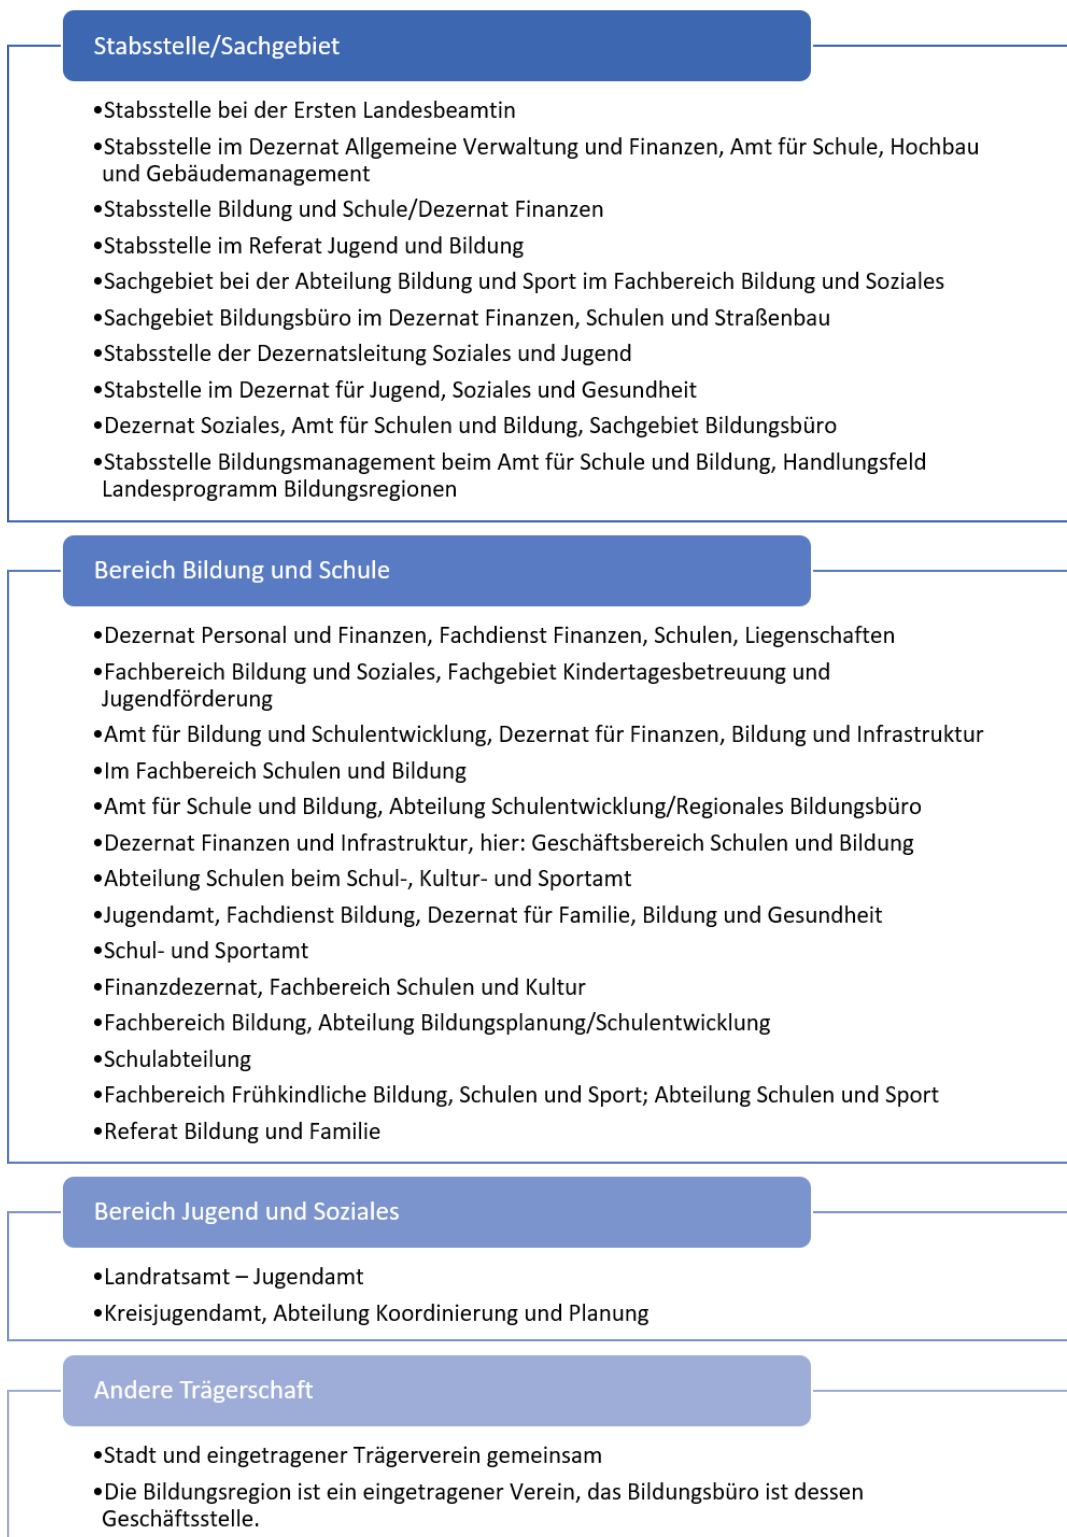 Stabsstelle/Sachgebiet
•Stabsstelle bei der Ersten Landesbeamtin
•Stabsstelle im Dezernat Allgemeine Verwaltung und Finanzen, Amt für Schule, Hochbau
und Gebäudemanagement
•Stabsstelle Bildung und Schule/Dezernat Finanzen
•Stabsstelle im Referat Jugend und Bildung
•Sachgebiet bei der Abteilung Bildung und Sport im Fachbereich Bildung und Soziales
•Sachgebiet Bildungsbüro im Dezernat Finanzen, Schulen und Straßenbau
•Stabsstelle der Dezernatsleitung Soziales und Jugend
•Stabstelle im Dezernat für Jugend, Soziales und Gesundheit
•Dezernat Soziales, Amt für Schulen und Bildung, Sachgebiet Bildungsbüro
•Stabsstelle Bildungsmanagement beim Amt für Schule und Bildung, Handlungsfeld
Landesprogramm Bildungsregionen
Bereich Bildung und Schule
•Dezernat Personal und Finanzen, Fachdienst Finanzen, Schulen, Liegenschaften
•Fachbereich Bildung und Soziales, Fachgebiet Kindertagesbetreuung und
Jugendförderung
•Amt für Bildung und Schulentwicklung, Dezernat für Finanzen, Bildung und Infrastruktur
•Im Fachbereich Schulen und Bildung
•Amt für Schule und Bildung, Abteilung Schulentwicklung/Regionales Bildungsbüro
•Dezernat Finanzen und Infrastruktur, hier: Geschäftsbereich Schulen und Bildung
•Abteilung Schulen beim Schul-, Kultur- und Sportamt
•Jugendamt, Fachdienst Bildung, Dezernat für Familie, Bildung und Gesundheit
•Schul- und Sportamt
•Finanzdezernat, Fachbereich Schulen und Kultur
•Fachbereich Bildung, Abteilung Bildungsplanung/Schulentwicklung
•Schulabteilung
•Fachbereich Frühkindliche Bildung, Schulen und Sport; Abteilung Schulen und Sport
•Referat Bildung und Familie
Bereich Jugend und Soziales
•Landratsamt – Jugendamt
•Kreisjugendamt, Abteilung Koordinierung und Planung
Andere Trägerschaft
•Stadt und eingetragener Trägerverein gemeinsam
•Die Bildungsregion ist ein eingetragener Verein, das Bildungsbüro ist dessen
Geschäftsstelle.